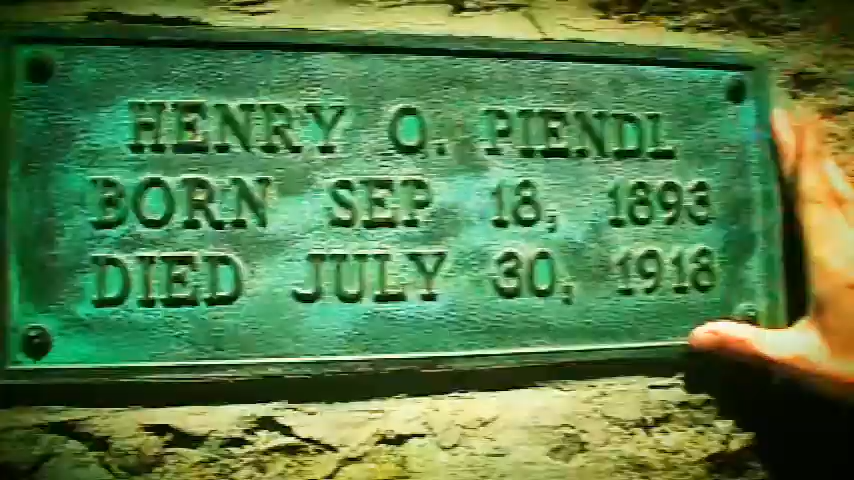 HENRY O. PIENDL
BORN SEP 18, 1893
DIED JULY 30, 1918